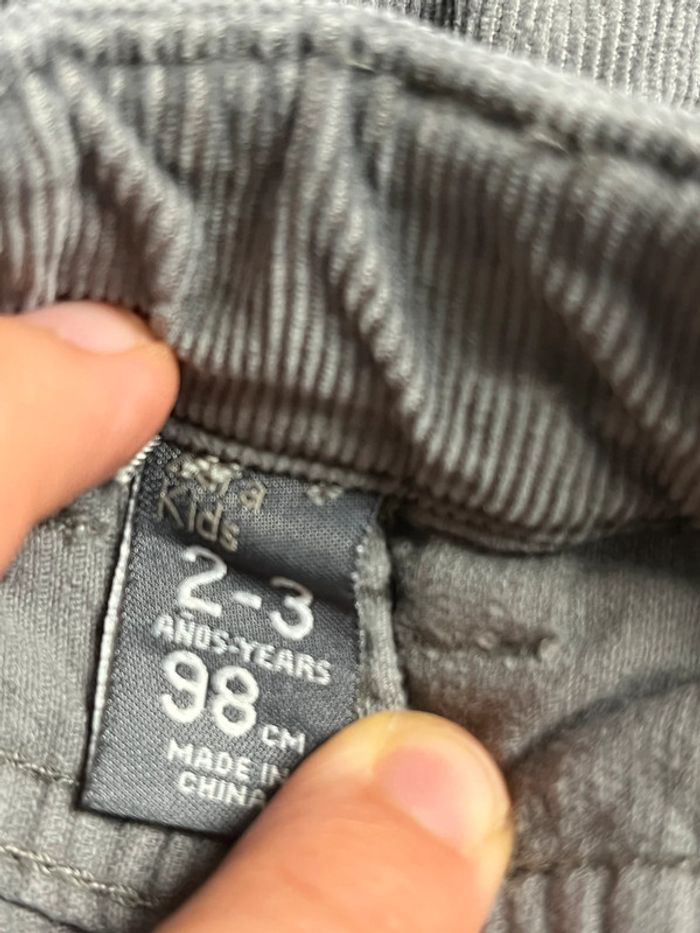 Kids
2-3
AÑOS-YEARS
98 CM
MADE IN
CHINA